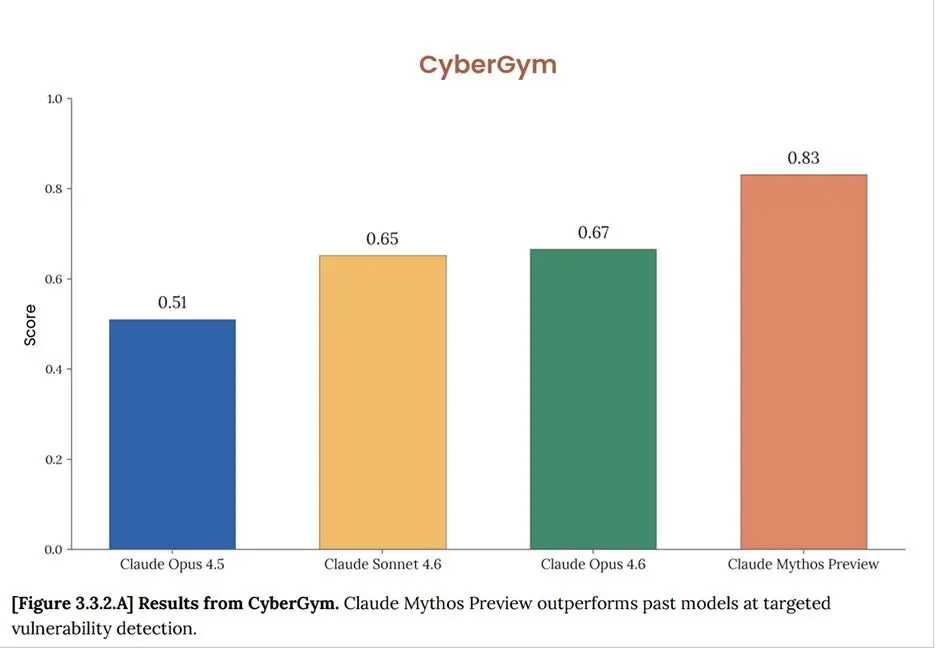 CyberGym
1.0
0.8
0.6
0.4
0.2
0.0
Score
0.51
0.65
0.67
0.83
Claude Opus 4.5
Claude Sonnet 4.6
Claude Opus 4.6
Claude Mythos Preview
[Figure 3.3.2.A] Results from CyberGym. Claude Mythos Preview outperforms past models at targeted
vulnerability detection.